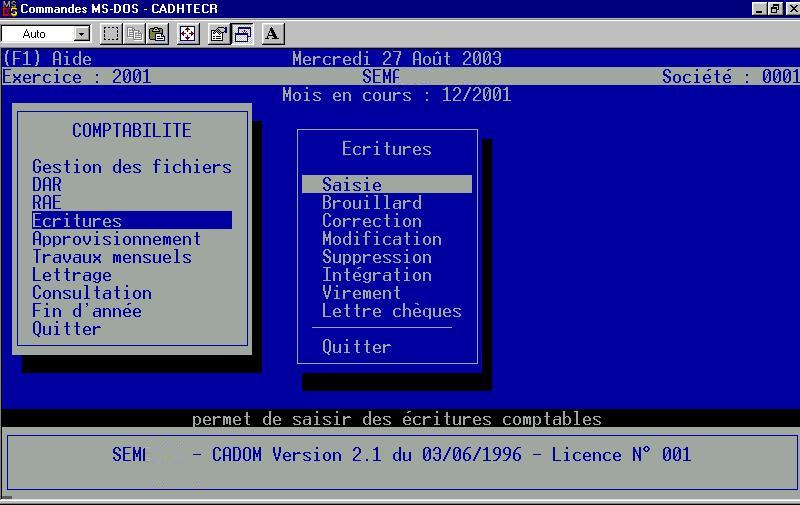 Commandes MS-DOS - CADHTECR
Auto
(F1) Aide Mercredi 27 Août 2003
Exercice : 2001 Société : 0001
Mois en cours : 12/2001
COMPTABILITE
Gestion des fichiers
DAR
RAE
Ecritures
Approvisionnement
Travaux mensuels
Lettrage
Consultation
Fin d'année
Quitter
Ecritures
Saisie
Brouillard
Correction
Modification
Suppression
Intégration
Virement
Lettre chèques
Quitter
permet de saisir des écritures comptables
- CADOM Version 2.1 du 03/06/1996 - Licence N° 001